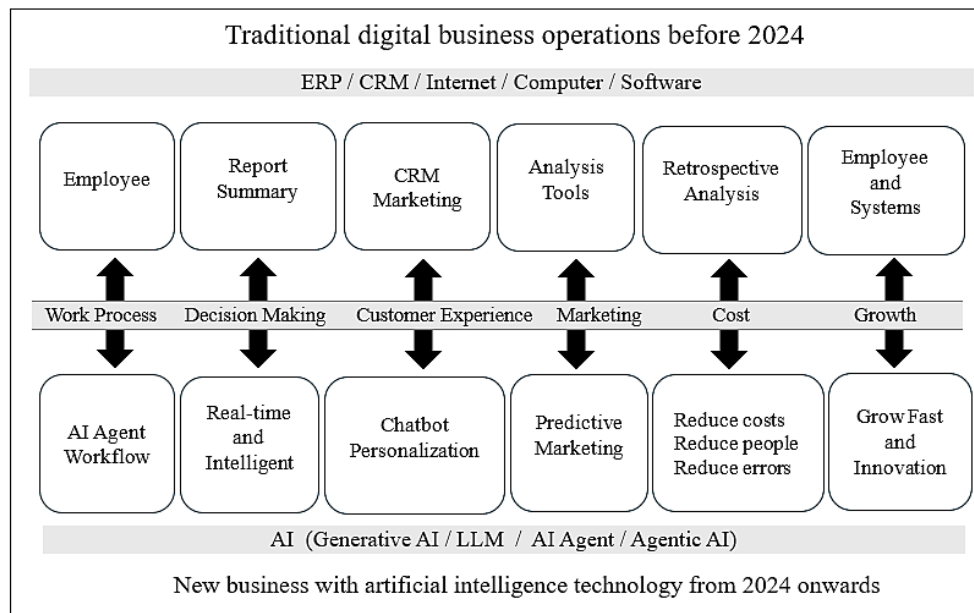 Traditional digital business operations before 2024
ERP / CRM / Internet / Computer / Software
Employee
Report
Summary
CRM
Marketing
Analysis
Tools
Retrospective
Analysis
Employee
and
Systems
Work Process
Decision Making
Customer Experience
Marketing
Cost
Growth
AI Agent
Workflow
Real-time
and
Intelligent
Chatbot
Personalization
Predictive
Marketing
Reduce costs
Reduce people
Reduce errors
Grow Fast
and
Innovation
AI (Generative AI / LLM / AI Agent / Agentic AI)
New business with artificial intelligence technology from 2024 onwards